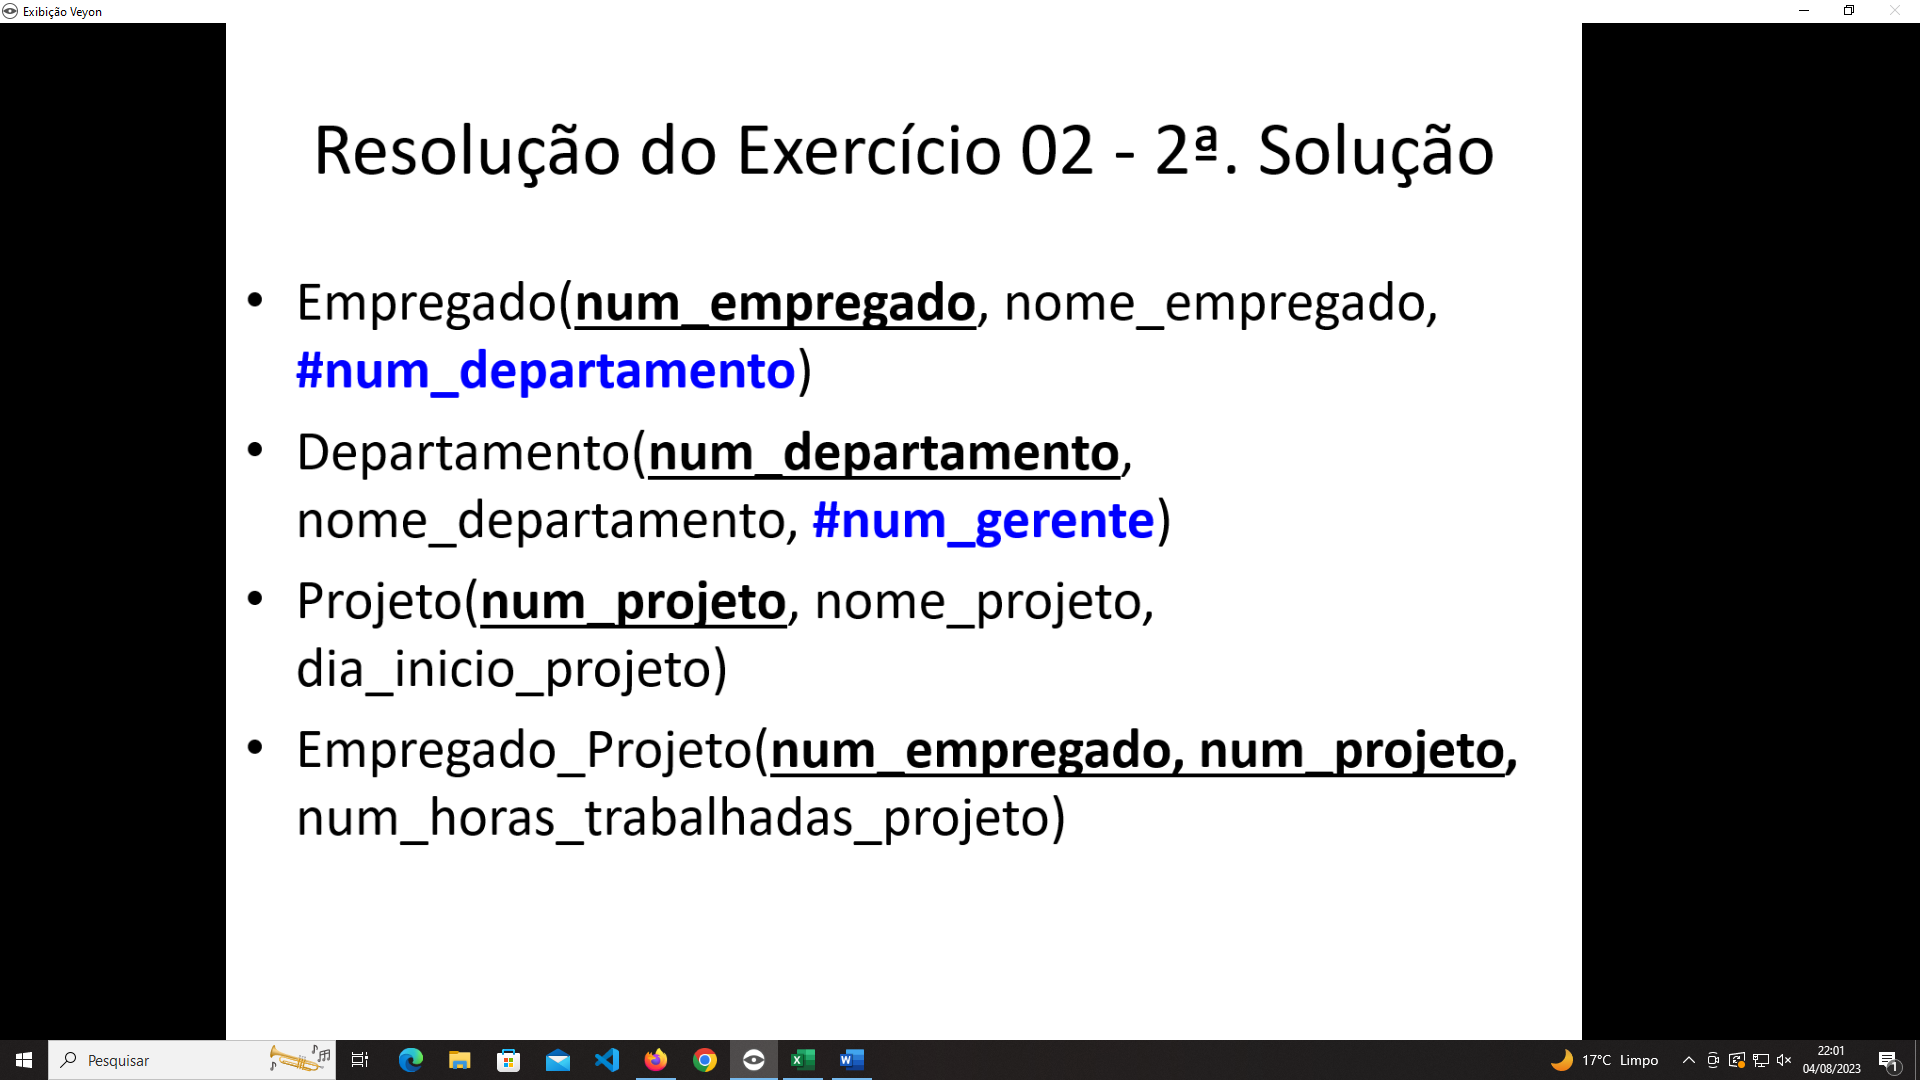 Exibição Veyon
Resolução do Exercício 02 - 2ª. Solução
• Empregado(num_empregado, nome_empregado,
#num_departamento)
• Departamento(num_departamento,
nome_departamento, #num_gerente)
• Projeto(num_projeto, nome_projeto,
dia_inicio_projeto)
• Empregado_Projeto(num_empregado, num_projeto,
num_horas_trabalhadas_projeto)
Pesquisar
17°C Limpo
22:01
04/08/2023
1